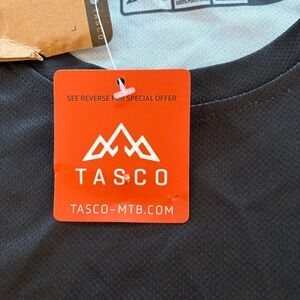 L
SEE REVERSE FOR SPECIAL OFFER
TASCO
TASCO-MTB.COM